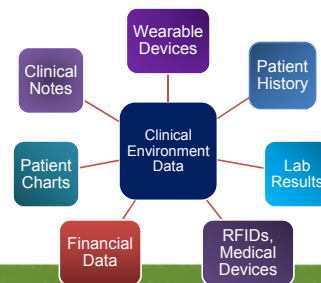 Wearable
Devices
Clinical
Notes
Patient
History
Clinical
Environment
Data
Patient
Charts
Lab
Results
Financial
Data
RFIDs,
Medical
Devices